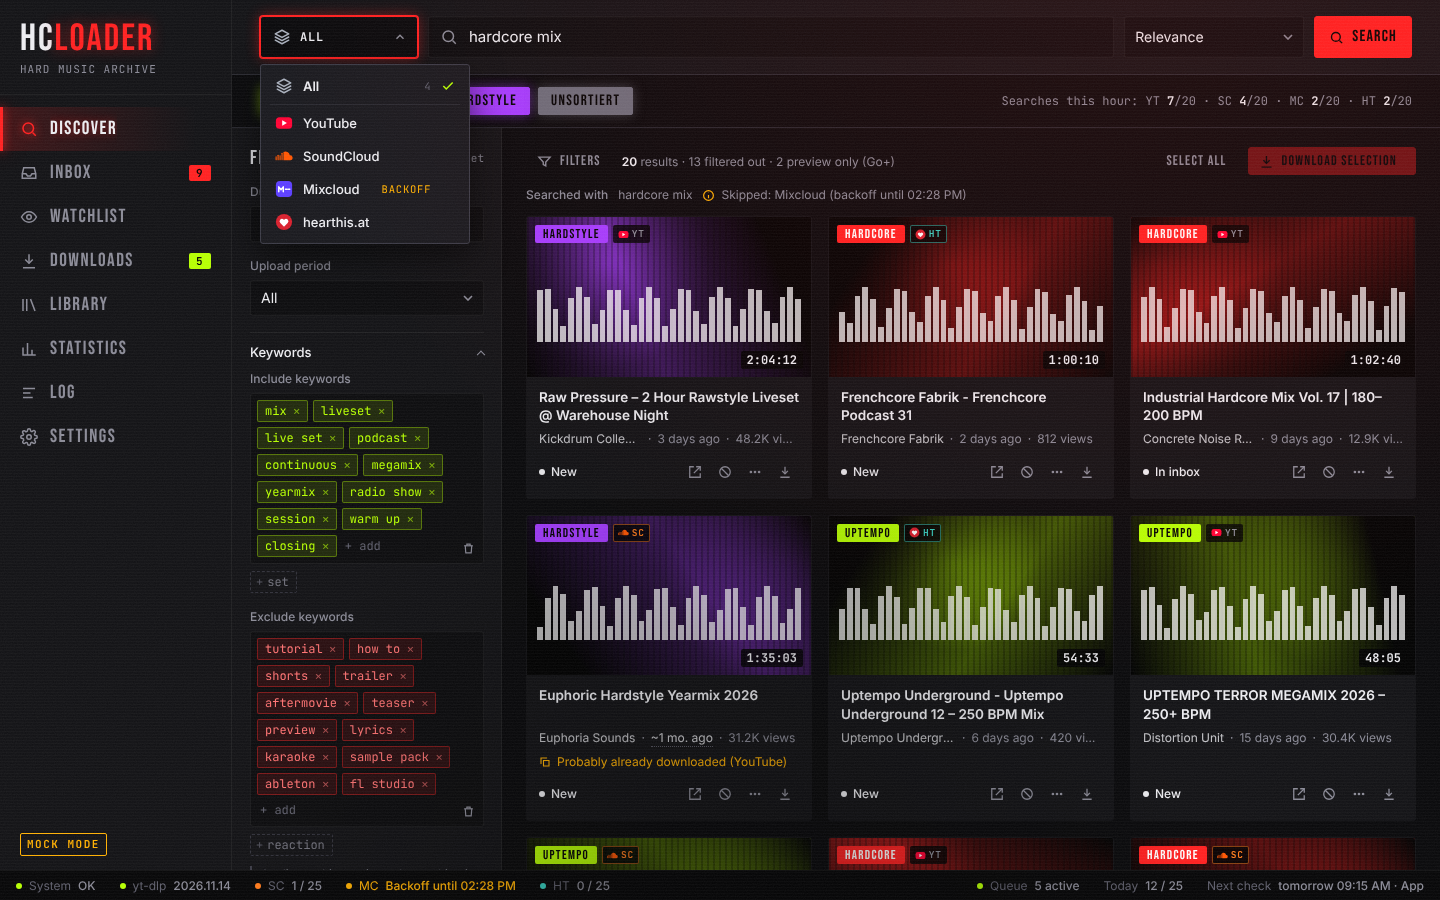 HCLOADER
HARD MUSIC ARCHIVE
DISCOVER
INBOX 9
WATCHLIST
DOWNLOADS 5
LIBRARY
STATISTICS
LOG
SETTINGS
MOCK MODE
ALL
hardcore mix
Relevance
SEARCH
All 4
YouTube
SoundCloud
Mixcloud BACKOFF
hearthis.at
UNSORTIERT
Searches this hour: YT 7/20 · SC 4/20 · MC 2/20 · HT 2/20
Upload period
All
Keywords
Include keywords
mix × liveset ×
live set × podcast ×
continuous × megamix ×
yearmix × radio show ×
session × warm up ×
closing × + add
+ set
Exclude keywords
tutorial × how to ×
shorts × trailer ×
aftermovie × teaser ×
preview × lyrics ×
karaoke × sample pack ×
ableton × fl studio ×
+ add
+ reaction
FILTERS 20 results · 13 filtered out · 2 preview only (Go+)
SELECT ALL DOWNLOAD SELECTION
Searched with hardcore mix Skipped: Mixcloud (backoff until 02:28 PM)
HARDSTYLE YT
2:04:12
Raw Pressure – 2 Hour Rawstyle Liveset
@ Warehouse Night
Kickdrum Colle... · 3 days ago · 48.2K vi...
New
HARDCORE HT
1:00:10
Frenchcore Fabrik - Frenchcore
Podcast 31
Frenchcore Fabrik · 2 days ago · 812 views
New
HARDCORE YT
1:02:40
Industrial Hardcore Mix Vol. 17 | 180–
200 BPM
Concrete Noise R... · 9 days ago · 12.9K vi...
In inbox
HARDSTYLE SC
1:35:03
Euphoric Hardstyle Yearmix 2026
Euphoria Sounds · ~1 mo. ago · 31.2K views
Probably already downloaded (YouTube)
New
UPTEMPO HT
54:33
Uptempo Underground - Uptempo
Underground 12 – 250 BPM Mix
Uptempo Undergr... · 6 days ago · 420 vi...
New
UPTEMPO YT
48:05
UPTEMPO TERROR MEGAMIX 2026 –
250+ BPM
Distortion Unit · 15 days ago · 30.4K views
New
UPTEMPO SC
HARDCORE YT
HARDCORE SC
System OK yt-dlp 2026.11.14 SC 1 / 25 MC Backoff until 02:28 PM HT 0 / 25 Queue 5 active Today 12 / 25 Next check tomorrow 09:15 AM · App